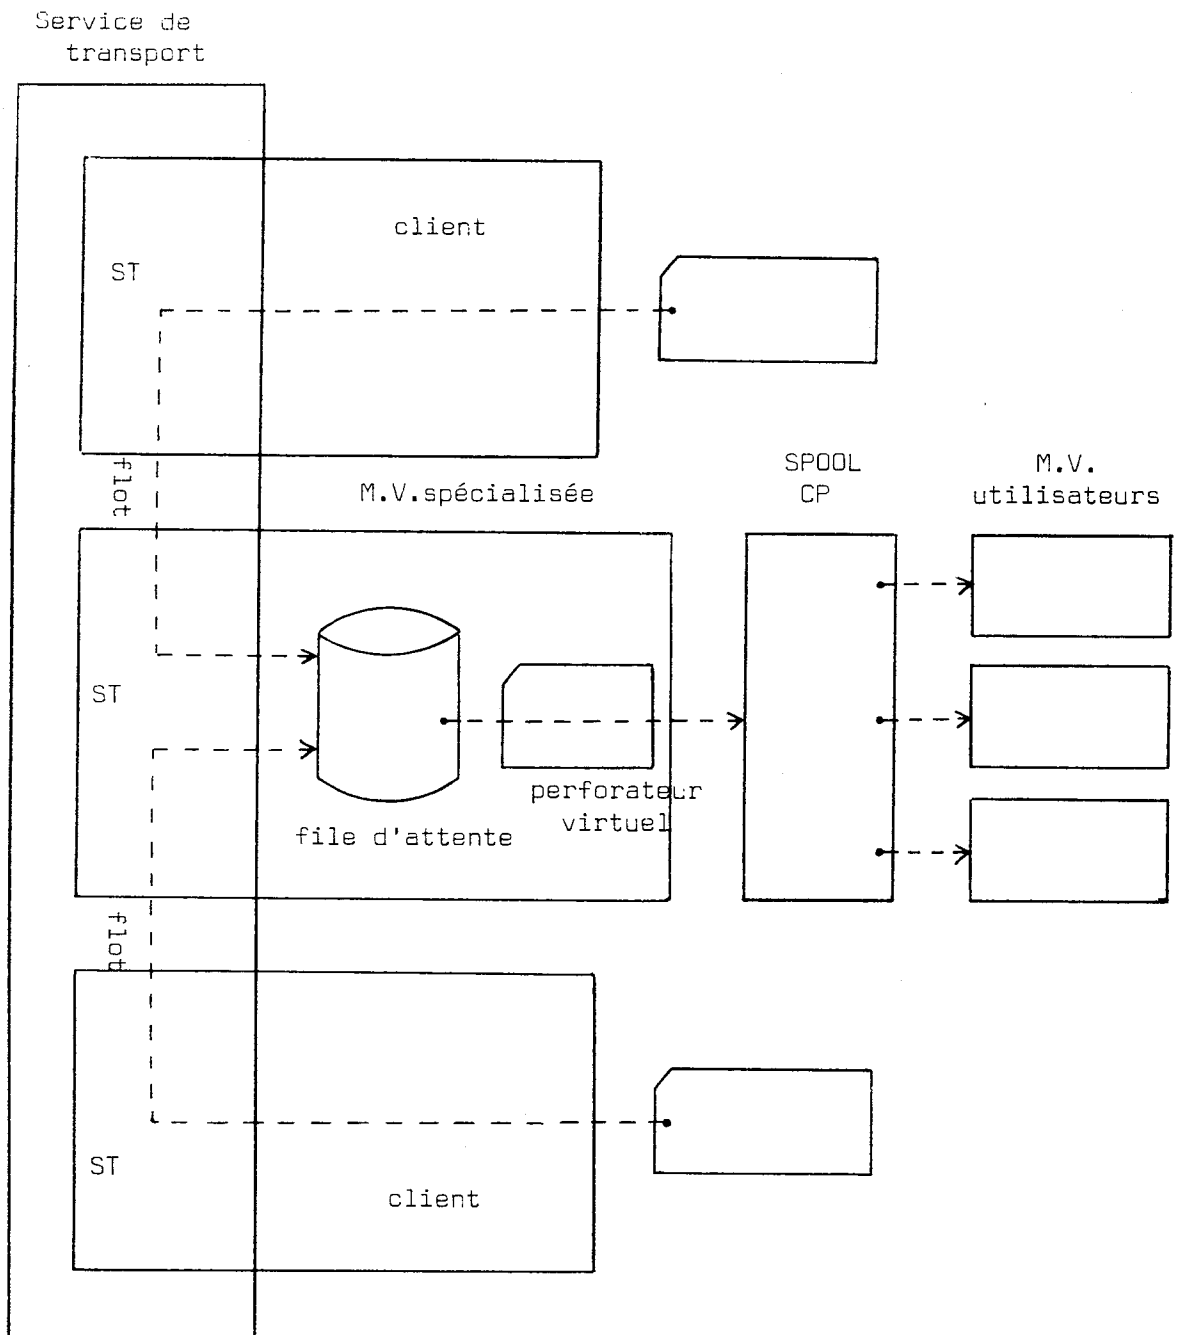 Service de
transport
client
ST
flot
M.V.spécialisée
SPOOL
CP
M.V.
utilisateurs
ST
perforateur
virtuel
file d'attente
flot
ST
client